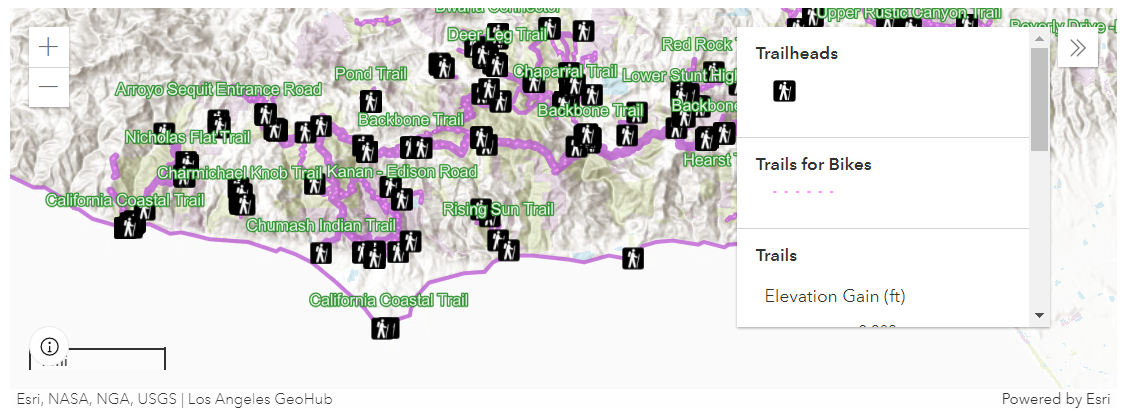 Bwana Connector
Upper Rustic Canyon Trail
Deer Leg Trail
Red Rock
Pond Trail
Chaparral Trail
Lower Stunt High
Arroyo Sequit Entrance Road
Backbone Trail
Backbone Trail
Backbone
Nicholas Flat Trail
Hearst
Charmichael Knob Trail
Kanan - Edison Road
California Coastal Trail
Rising Sun Trail
Chumash Indian Trail
California Coastal Trail
Trailheads
Trails for Bikes
Trails
Elevation Gain (ft)
Esri, NASA, NGA, USGS | Los Angeles GeoHub
Powered by Esri